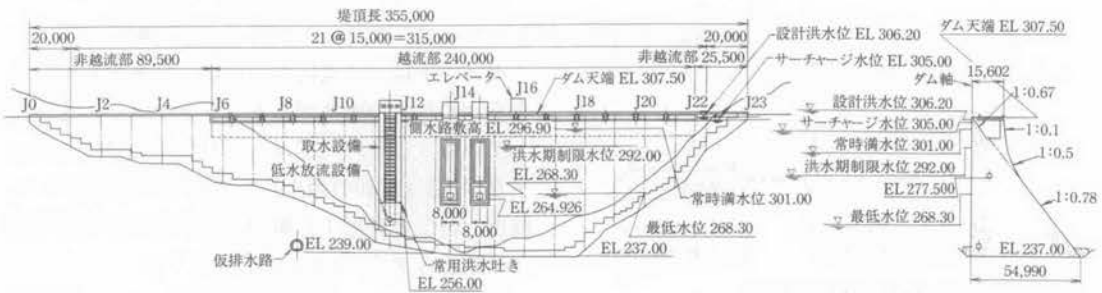 堤頂長 355,000
20,000
21 @ 15,000=315,000
20,000
非越流部 89,500
越流部 240,000
非越流部 25,500
設計洪水位 EL 306.20
サーチャージ水位 EL 305.00
エレベータ
J14
J16
ダム天端 EL 307.50
J0
J2
J4
J6
J8
J10
J12
J18
J20
J22
J23
側水路敷高 EL 296.90
取水設備
洪水期制限水位 292.00
低水放流設備
EL 268.30
EL 264.926
常時満水位 301.00
8,000
8,000
最低水位 268.30
EL 239.00
EL 237.00
仮排水路
常用洪水吐き
EL 256.00
ダム天端 EL 307.50
15,602
ダム軸
1:0.67
設計洪水位 306.20
サーチャージ水位 305.00
1:0.1
常時満水位 301.00
1:0.5
洪水期制限水位 292.00
EL 277.500
1:0.78
最低水位 268.30
EL 237.00
54,990